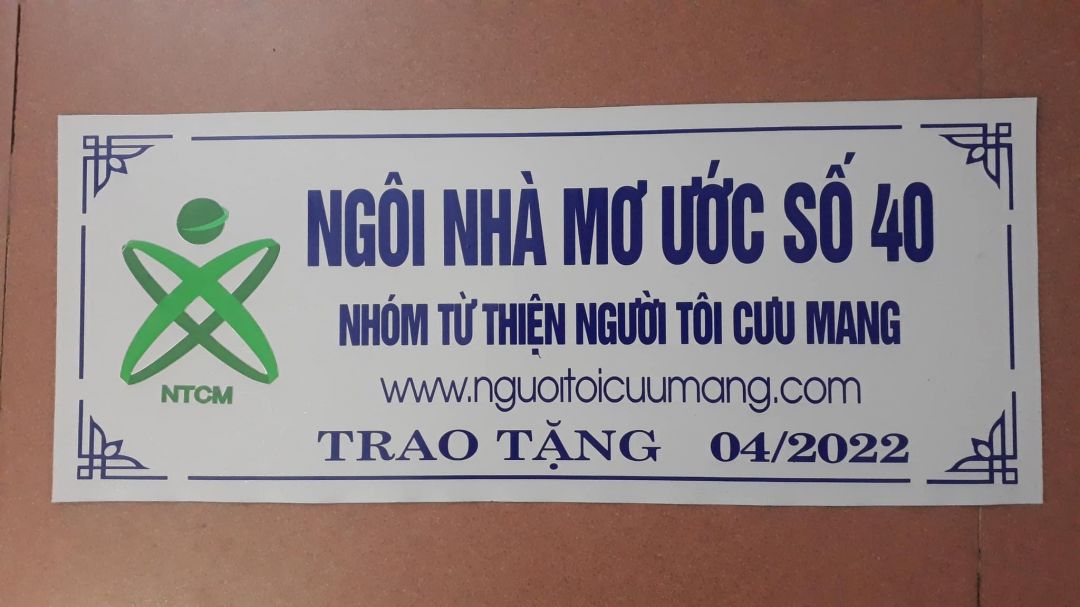 NGÔI NHÀ MƠ ƯỚC SỐ 40
NHÓM TỪ THIỆN NGƯỜI TÔI CƯU MANG
www.nguoitoicuumang.com
TRAO TẶNG 04/2022
NTCM